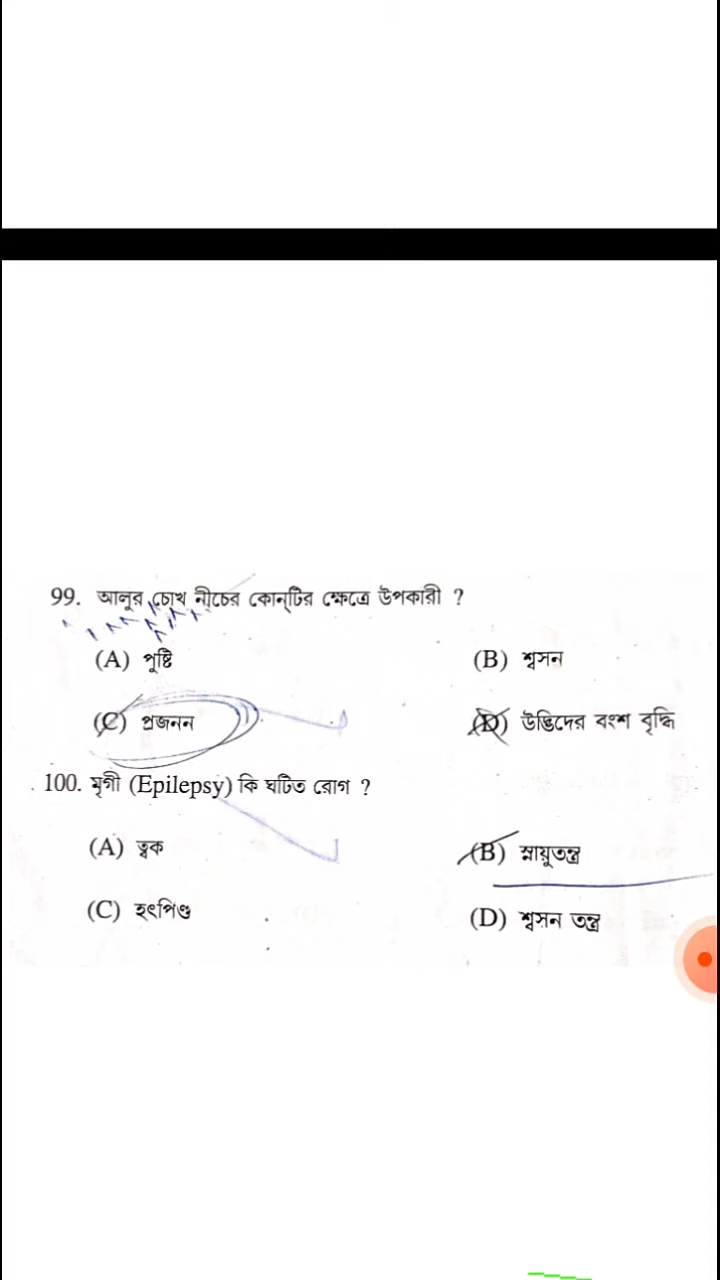 99. আলুর চোখ নীচের কোন্‌টির ক্ষেত্রে উপকারী ?
(A) পুষ্টি (B) শ্বসন
(C) প্রজনন (D) উদ্ভিদের বংশ বৃদ্ধি
100. মৃগী (Epilepsy) কি ঘটিত রোগ ?
(A) ত্বক (B) স্নায়ুতন্ত্র
(C) হৃৎপিণ্ড (D) শ্বসন তন্ত্র